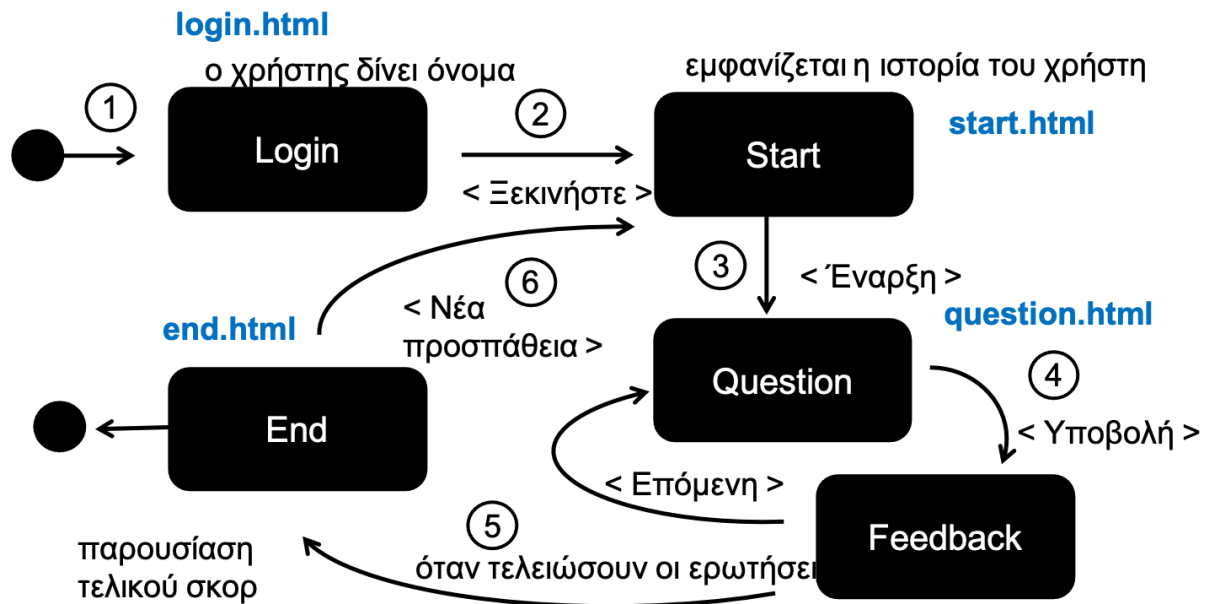 login.html
ο χρήστης δίνει όνομα
εμφανίζεται η ιστορία του χρήστη
1
Login
2
Start
start.html
< Ξεκινήστε >
3
< Έναρξη >
6
< Νέα
προσπάθεια >
end.html
question.html
Question
4
End
< Υποβολή >
< Επόμενη >
5
Feedback
όταν τελειώσουν οι ερωτήσει
παρουσίαση
τελικού σκορ